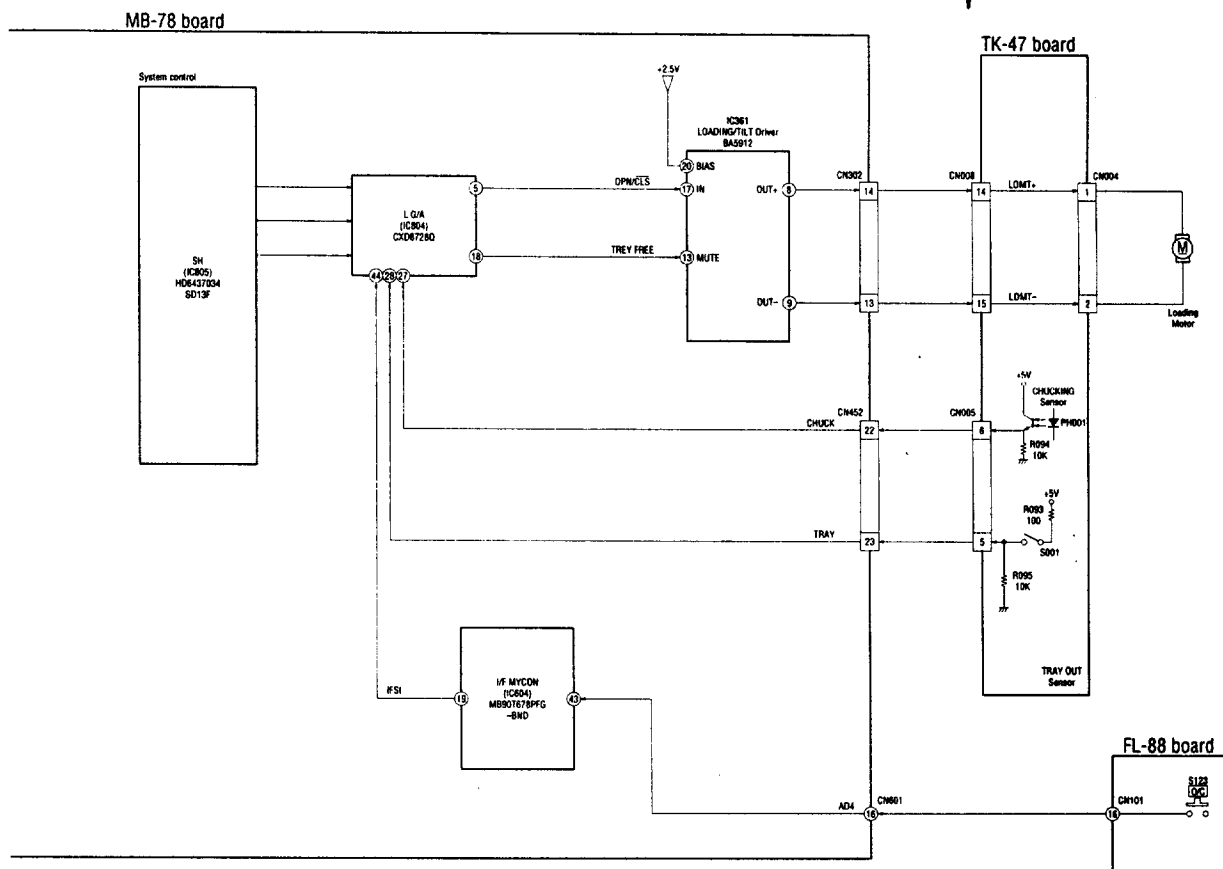 MB-78 board
TK-47 board
System control
+2.5V
IC361
LOADING/TILT Driver
BA5912
20 BIAS
5
OPN/CLS
17 IN
OUT+ 8
CN302
14
CN008
14
LDMT+
CN004
1
L G/A
(IC804)
CXD8728Q
18
TREY FREE
13 MUTE
M
SH
(IC805)
HD6437034
SD13F
44 28 27
OUT- 9
13
15
LDMT-
2
Loading
Motor
+5V
CHUCKING
Sensor
CN452
CN005
CHUCK
22
6
PH001
R094
10K
+5V
R093
100
TRAY
23
5
S001
R095
10K
I/F MYCON
(IC604)
MB90T678PFG
-BND
IFSI
19
43
TRAY OUT
Sensor
FL-88 board
S123
O/C
AD4
CN601
16
CN101
16